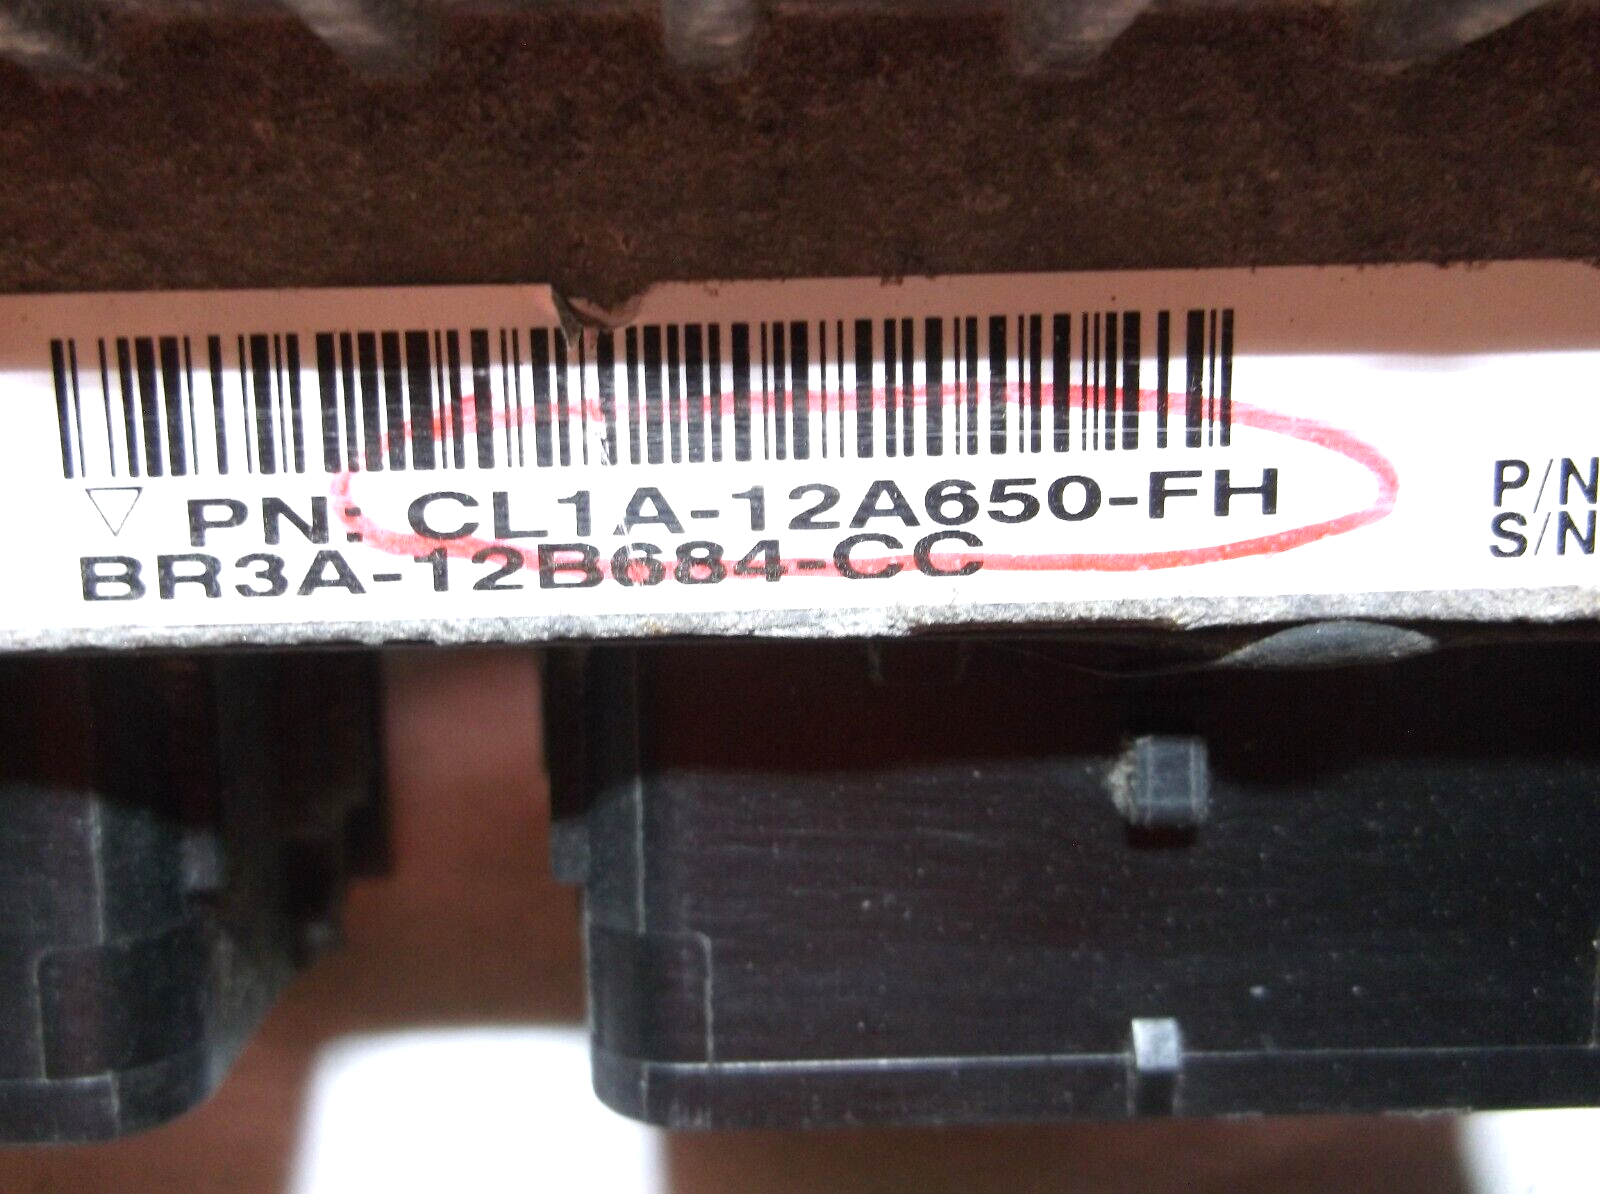 PN: CL1A-12A650-FH
BR3A-12B684-CC
P/N
S/N